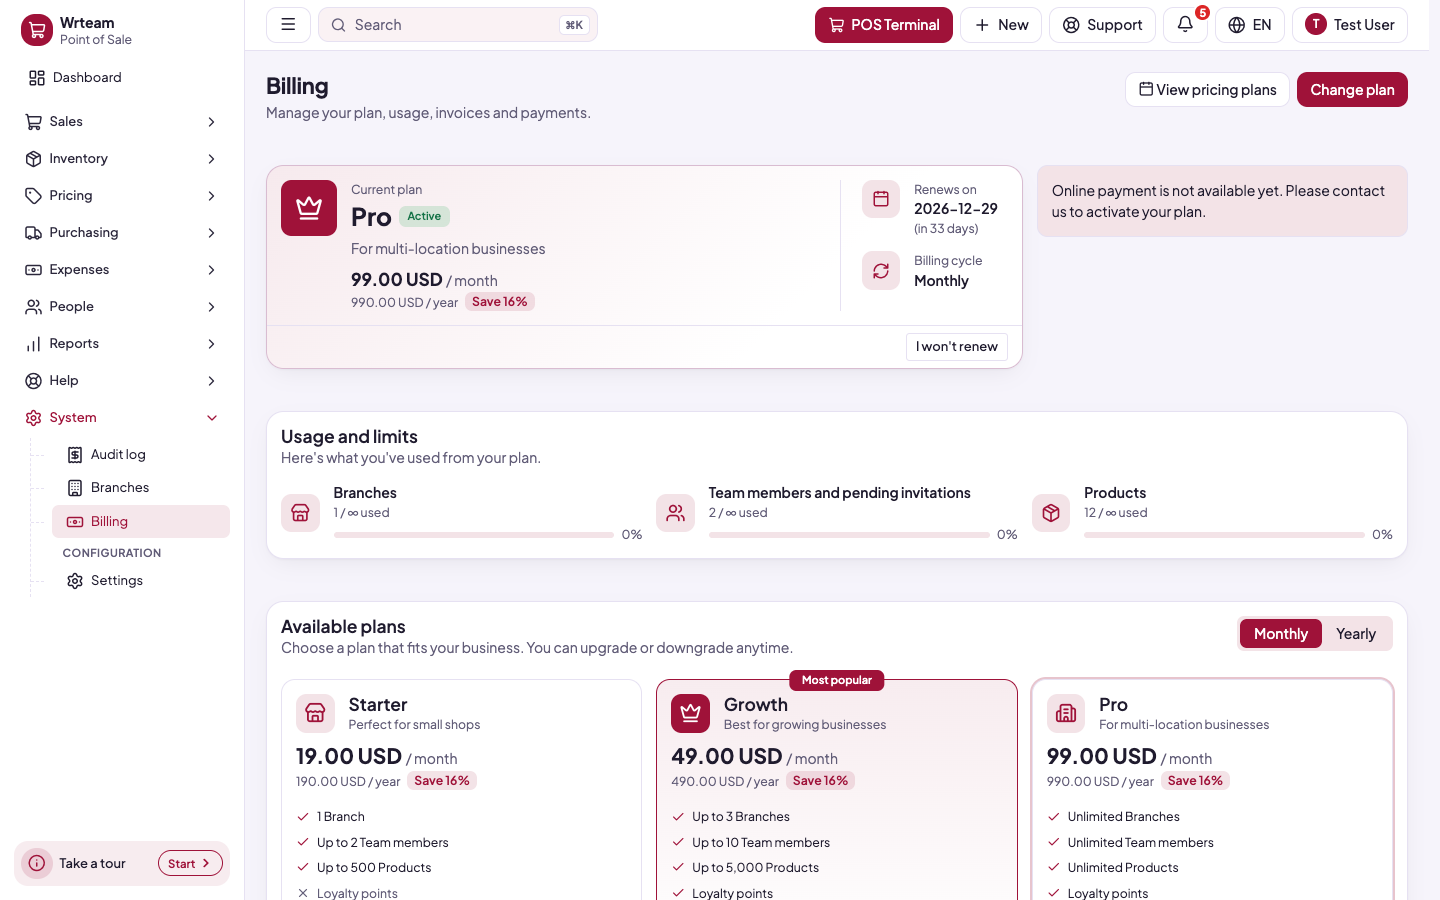 Wrteam
Point of Sale
Search
⌘K
POS Terminal
New
Support
5
EN
T
Test User
Dashboard
Sales
Inventory
Pricing
Purchasing
Expenses
People
Reports
Help
System
Audit log
Branches
Billing
CONFIGURATION
Settings
Take a tour
Start
Billing
Manage your plan, usage, invoices and payments.
View pricing plans
Change plan
Current plan
Pro
Active
For multi-location businesses
99.00 USD / month
990.00 USD / year
Save 16%
Renews on
2026-12-29
(in 33 days)
Billing cycle
Monthly
I won't renew
Online payment is not available yet. Please contact
us to activate your plan.
Usage and limits
Here's what you've used from your plan.
Branches
1 / ∞ used
0%
Team members and pending invitations
2 / ∞ used
0%
Products
12 / ∞ used
0%
Available plans
Choose a plan that fits your business. You can upgrade or downgrade anytime.
Monthly
Yearly
Starter
Perfect for small shops
19.00 USD / month
190.00 USD / year
Save 16%
1 Branch
Up to 2 Team members
Up to 500 Products
Loyalty points
Most popular
Growth
Best for growing businesses
49.00 USD / month
490.00 USD / year
Save 16%
Up to 3 Branches
Up to 10 Team members
Up to 5,000 Products
Loyalty points
Pro
For multi-location businesses
99.00 USD / month
990.00 USD / year
Save 16%
Unlimited Branches
Unlimited Team members
Unlimited Products
Loyalty points